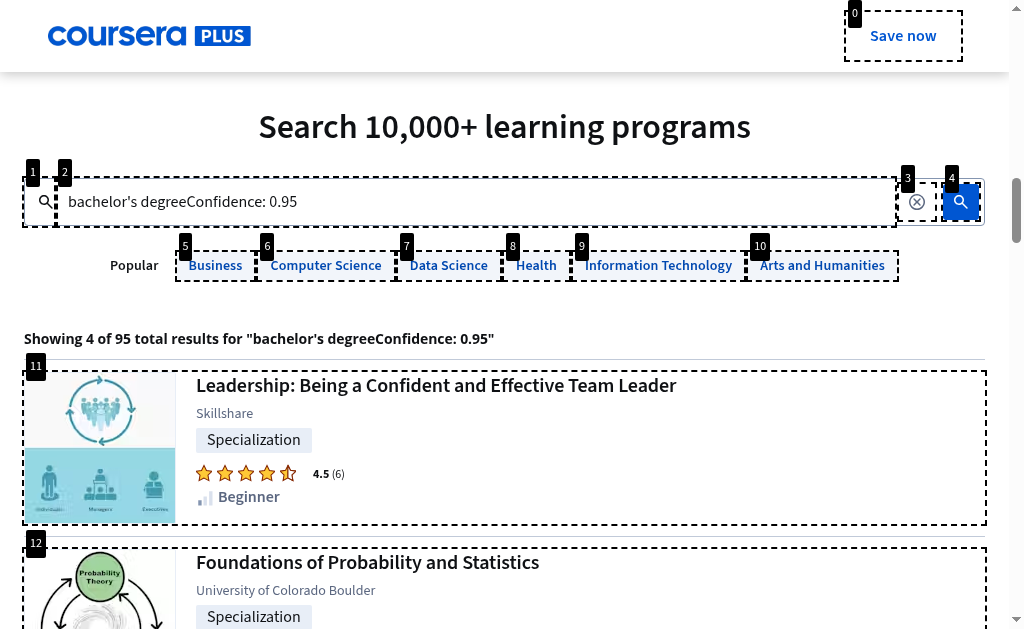 coursera PLUS
0
Save now
Search 10,000+ learning programs
1
2
3
4
bachelor's degreeConfidence: 0.95
5
6
7
8
9
10
Popular
Business
Computer Science
Data Science
Health
Information Technology
Arts and Humanities
Showing 4 of 95 total results for "bachelor's degreeConfidence: 0.95"
11
Leadership: Being a Confident and Effective Team Leader
Skillshare
Specialization
4.5 (6)
Beginner
Managers
Executives
12
Foundations of Probability and Statistics
University of Colorado Boulder
Specialization
Probability
Theory